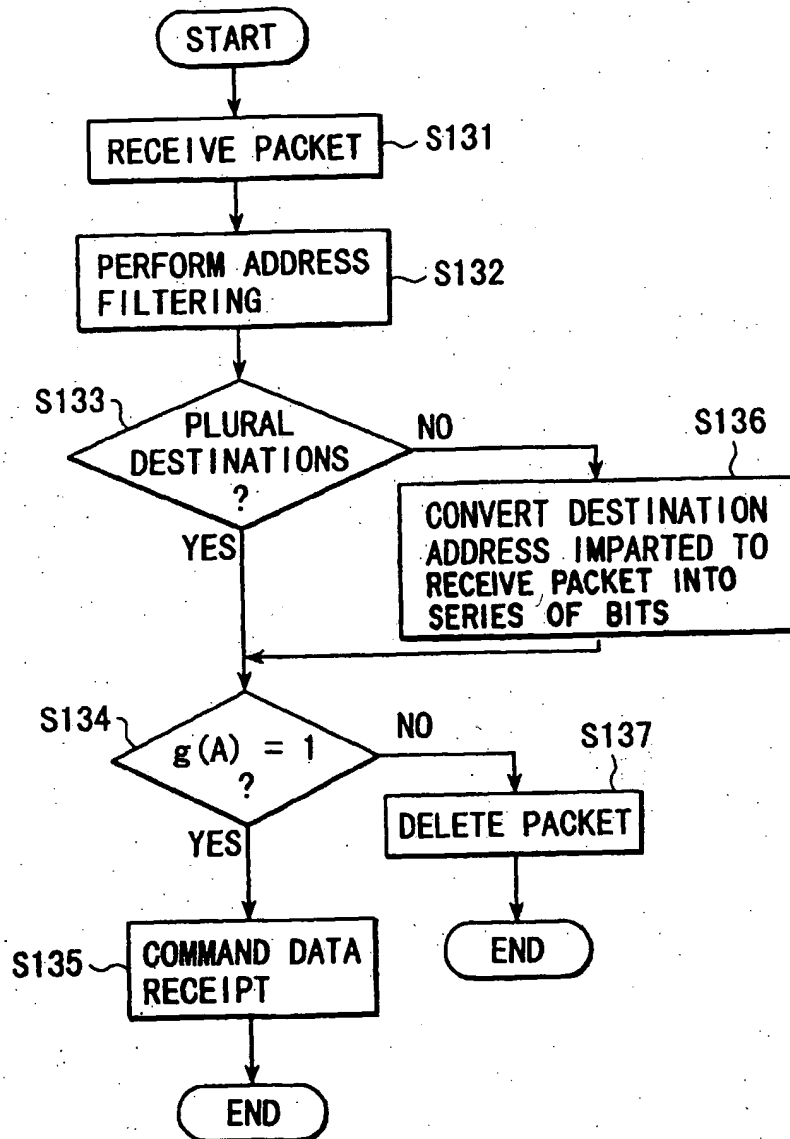 START
RECEIVE PACKET
S131
PERFORM ADDRESS
FILTERING
S132
S133
PLURAL
DESTINATIONS
?
NO
YES
S136
CONVERT DESTINATION
ADDRESS IMPARTED TO
RECEIVE PACKET INTO
SERIES OF BITS
S134
g(A) = 1
?
NO
YES
S137
DELETE PACKET
END
S135
COMMAND DATA
RECEIPT
END